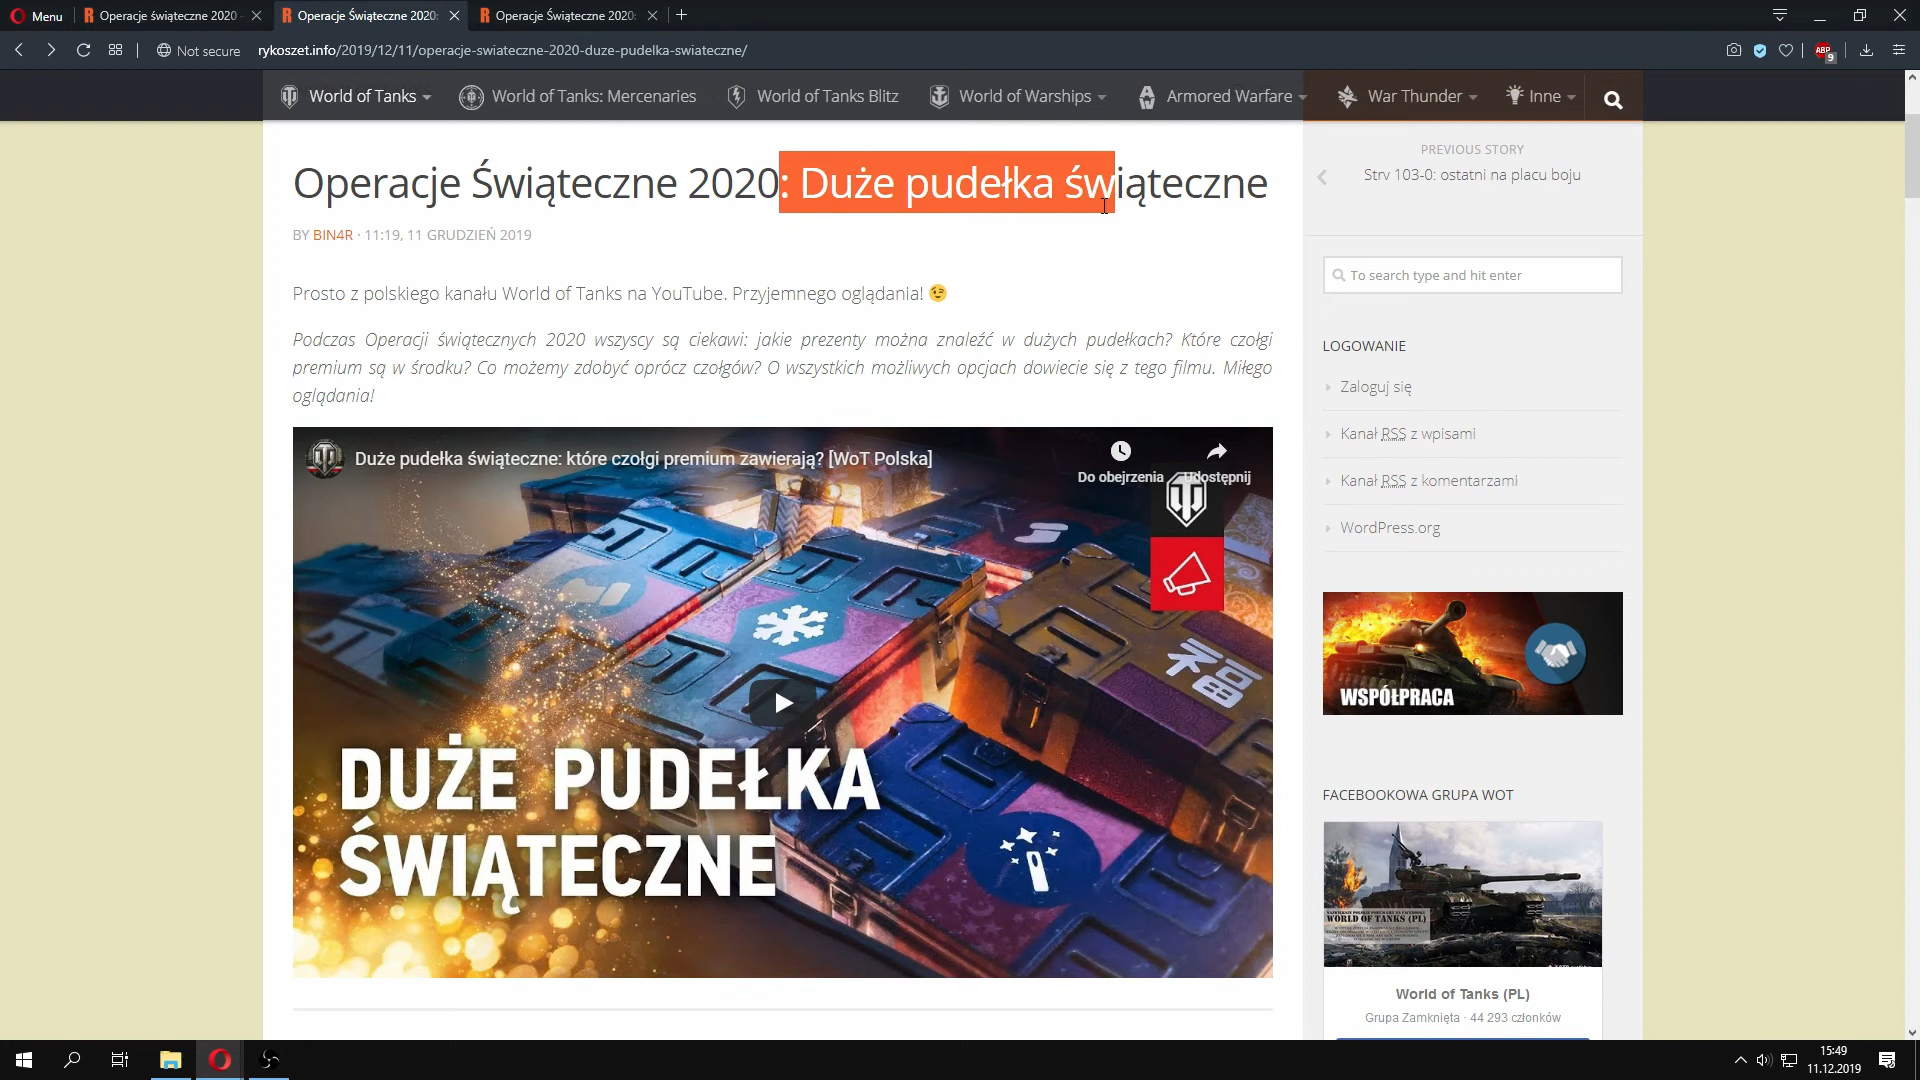 Menu
Operacje świąteczne 2020
Operacje Świąteczne 2020:
Operacje Świąteczne 2020:
Not secure
rykoszet.info/2019/12/11/operacje-swiateczne-2020-duze-pudelka-swiateczne/
ABP
9
World of Tanks
World of Tanks: Mercenaries
World of Tanks Blitz
World of Warships
Armored Warfare
War Thunder
Inne
Operacje Świąteczne 2020: Duże pudełka świąteczne
BY BIN4R · 11:19, 11 GRUDZIEŃ 2019
Prosto z polskiego kanału World of Tanks na YouTube. Przyjemnego oglądania! 😉
Podczas Operacji świątecznych 2020 wszyscy są ciekawi: jakie prezenty można znaleźć w dużych pudełkach? Które czołgi
premium są w środku? Co możemy zdobyć oprócz czołgów? O wszystkich możliwych opcjach dowiecie się z tego filmu. Miłego
oglądania!
Duże pudełka świąteczne: które czołgi premium zawierają? [WoT Polska]
Do obejrzenia
Udostępnij
福
DUŻE PUDEŁKA
ŚWIĄTECZNE
PREVIOUS STORY
Strv 103-0: ostatni na placu boju
To search type and hit enter
LOGOWANIE
Zaloguj się
Kanał RSS z wpisami
Kanał RSS z komentarzami
WordPress.org
WSPÓŁPRACA
FACEBOOKOWA GRUPA WOT
WORLD OF TANKS (PL)
World of Tanks (PL)
Grupa Zamknięta · 44 293 członków
15:49
11.12.2019